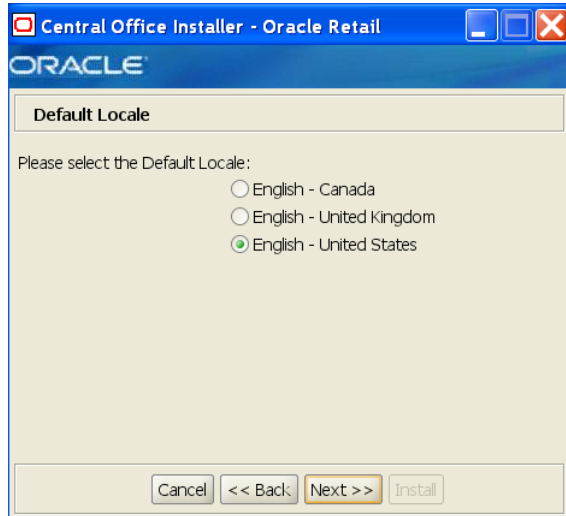 Central Office Installer - Oracle Retail
ORACLE
Default Locale
Please select the Default Locale:
English - Canada
English - United Kingdom
English - United States
Cancel << Back Next >> Install